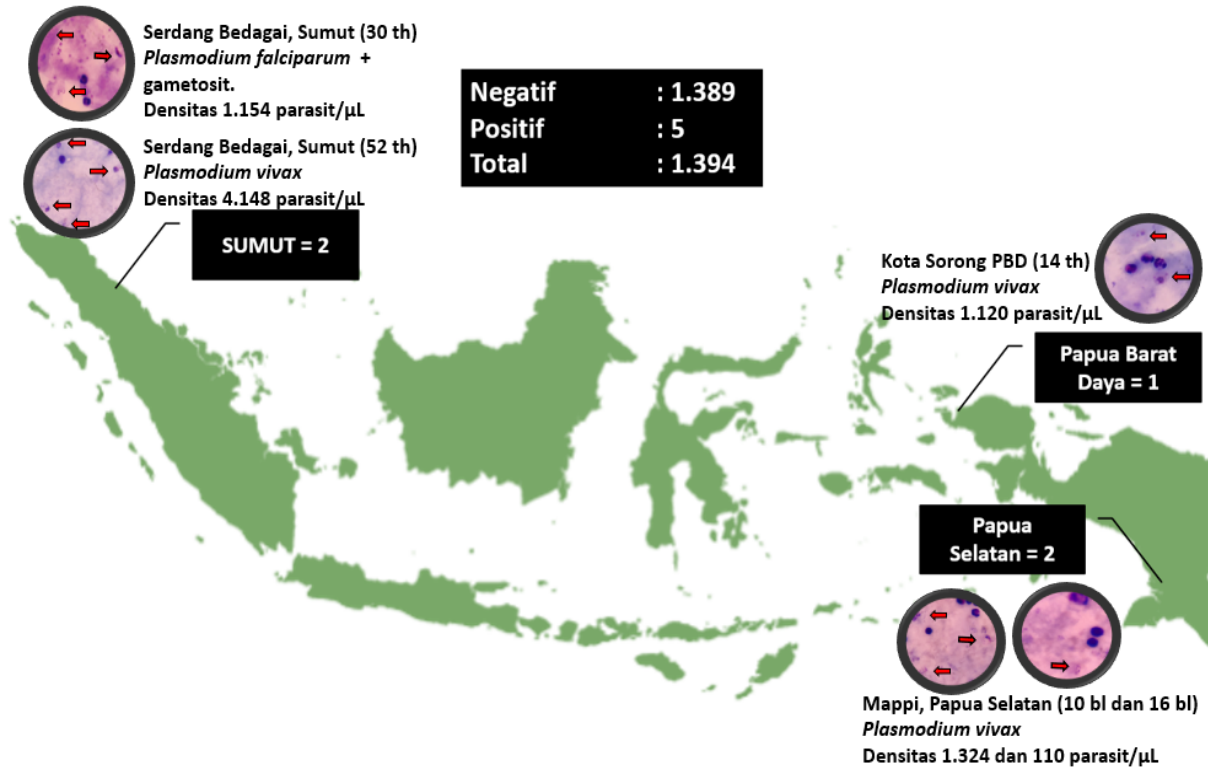 Serdang Bedagai, Sumut (30 th)
Plasmodium falciparum +
gametosit.
Densitas 1.154 parasit/µL
Serdang Bedagai, Sumut (52 th)
Plasmodium vivax
Densitas 4.148 parasit/µL
SUMUT = 2
Negatif : 1.389
Positif : 5
Total : 1.394
Kota Sorong PBD (14 th)
Plasmodium vivax
Densitas 1.120 parasit/µL
Papua Barat
Daya = 1
Papua
Selatan = 2
Mappi, Papua Selatan (10 bl dan 16 bl)
Plasmodium vivax
Densitas 1.324 dan 110 parasit/µL